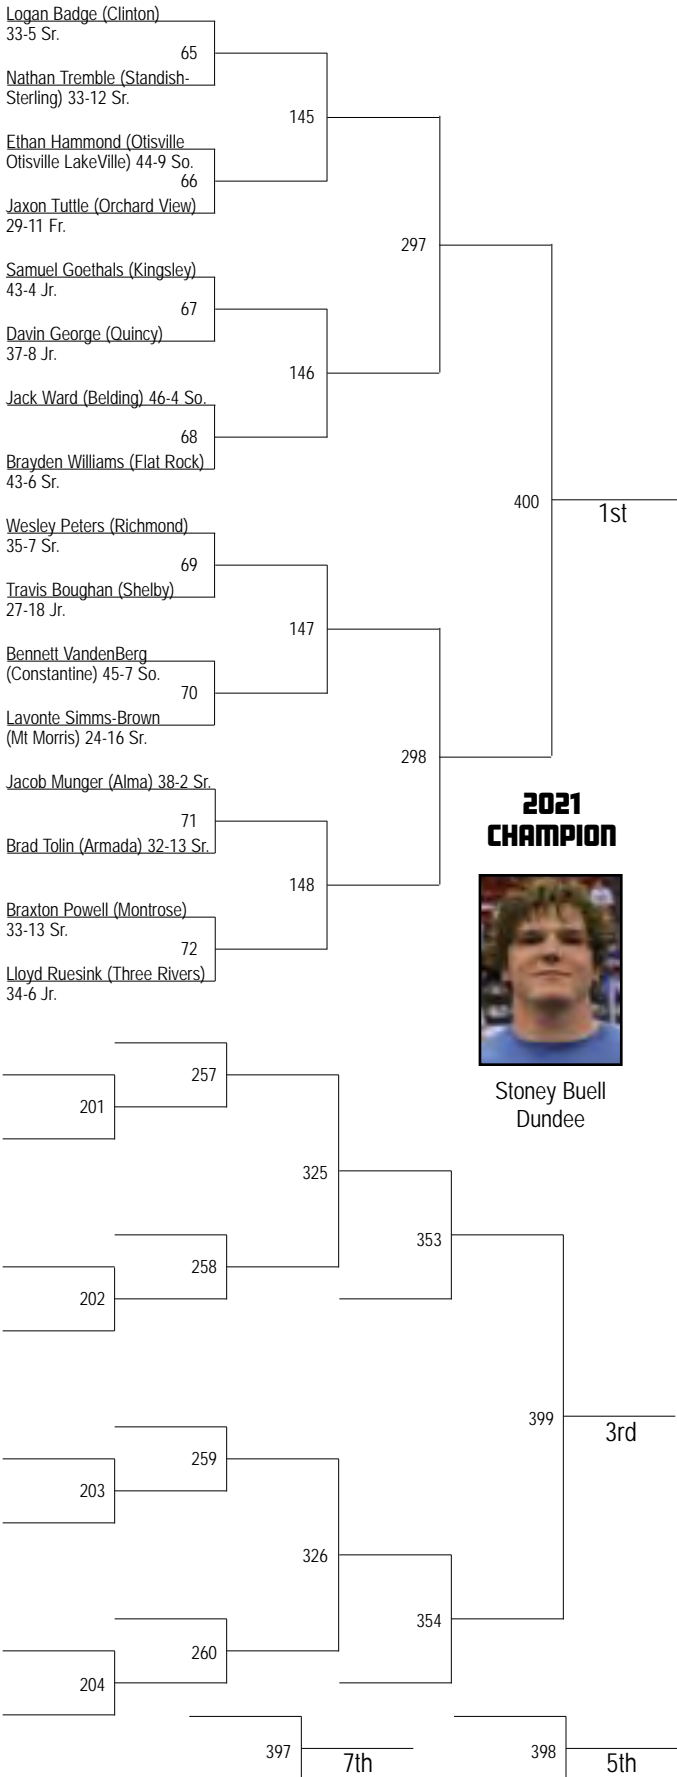 Logan Badge (Clinton)
33-5 Sr.
65
Nathan Tremble (Standish-
Sterling) 33-12 Sr.
145
Ethan Hammond (Otisville
Otisville LakeVille) 44-9 So.
66
Jaxon Tuttle (Orchard View)
29-11 Fr.
297
Samuel Goethals (Kingsley)
43-4 Jr.
67
Davin George (Quincy)
37-8 Jr.
146
Jack Ward (Belding) 46-4 So.
68
Brayden Williams (Flat Rock)
43-6 Sr.
400
1st
Wesley Peters (Richmond)
35-7 Sr.
69
Travis Boughan (Shelby)
27-18 Jr.
147
Bennett VandenBerg
(Constantine) 45-7 So.
70
Lavonte Simms-Brown
(Mt Morris) 24-16 Sr.
298
Jacob Munger (Alma) 38-2 Sr.
71
Brad Tolin (Armada) 32-13 Sr.
148
Braxton Powell (Montrose)
33-13 Sr.
72
Lloyd Ruesink (Three Rivers)
34-6 Jr.
2021
CHAMPION
Stoney Buell
Dundee
257
201
325
353
258
202
399
3rd
259
203
326
354
260
204
397
7th
398
5th